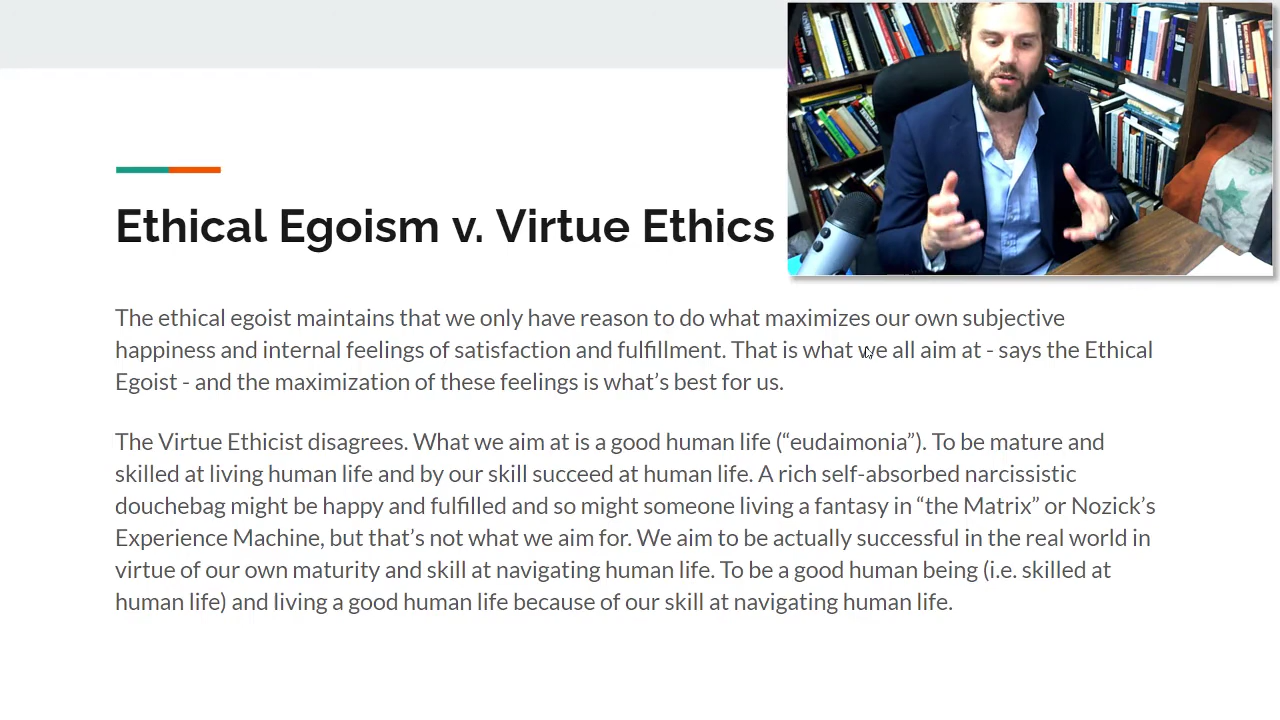 Ethical Egoism v. Virtue Ethics
The ethical egoist maintains that we only have reason to do what maximizes our own subjective
happiness and internal feelings of satisfaction and fulfillment. That is what we all aim at - says the Ethical
Egoist - and the maximization of these feelings is what’s best for us.
The Virtue Ethicist disagrees. What we aim at is a good human life (“eudaimonia”). To be mature and
skilled at living human life and by our skill succeed at human life. A rich self-absorbed narcissistic
douchebag might be happy and fulfilled and so might someone living a fantasy in “the Matrix” or Nozick’s
Experience Machine, but that’s not what we aim for. We aim to be actually successful in the real world in
virtue of our own maturity and skill at navigating human life. To be a good human being (i.e. skilled at
human life) and living a good human life because of our skill at navigating human life.